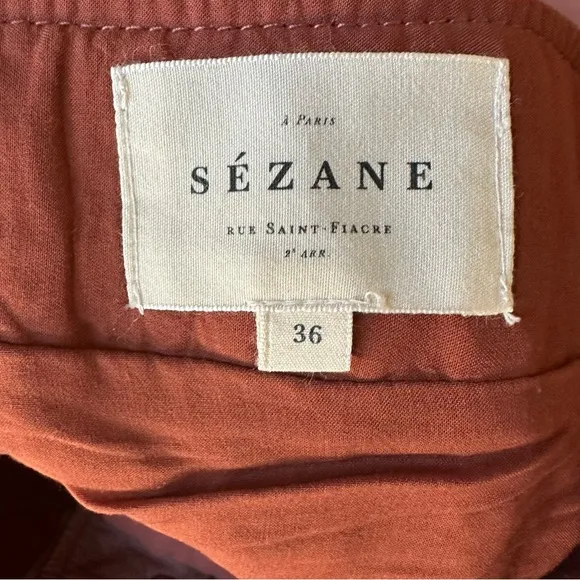 À PARIS
SÉZANE
RUE SAINT-FIACRE
2E ARR.
36